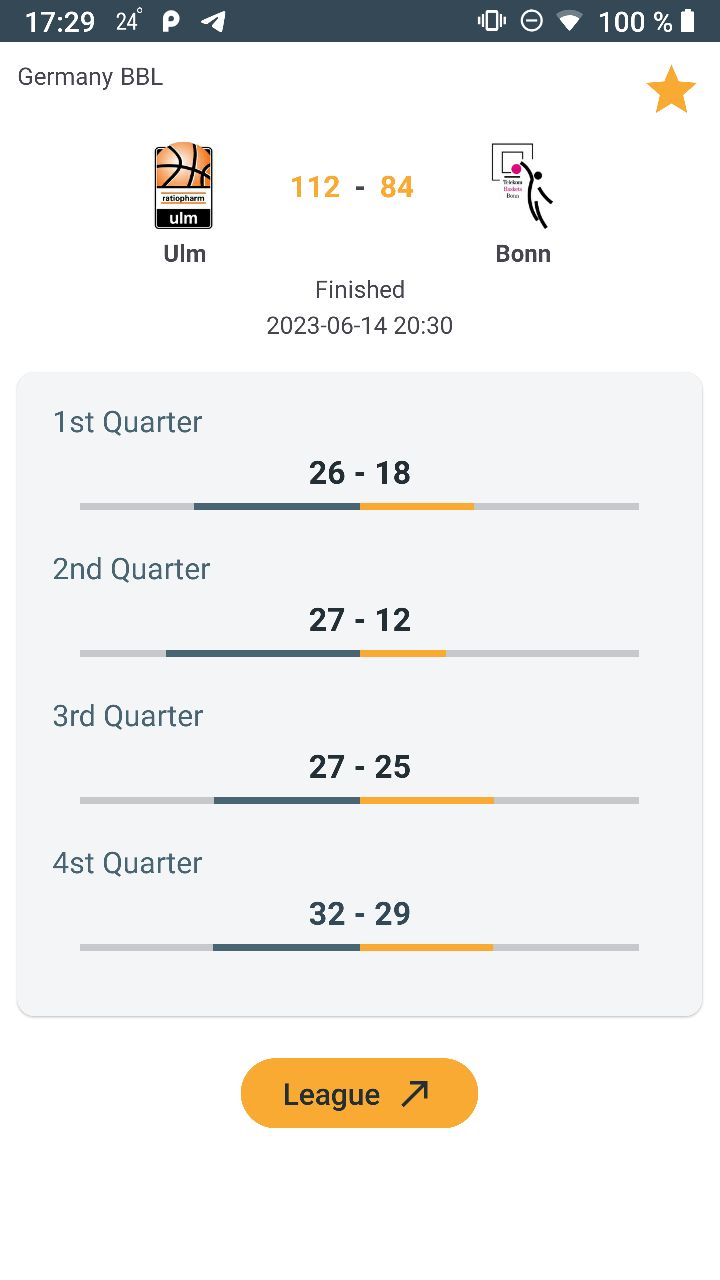 17:29 24° 100 %
Germany BBL
ratiopharm
ulm
112 - 84
Telekom
Baskets
Bonn
Ulm
Bonn
Finished
2023-06-14 20:30
1st Quarter
26 - 18
2nd Quarter
27 - 12
3rd Quarter
27 - 25
4st Quarter
32 - 29
League